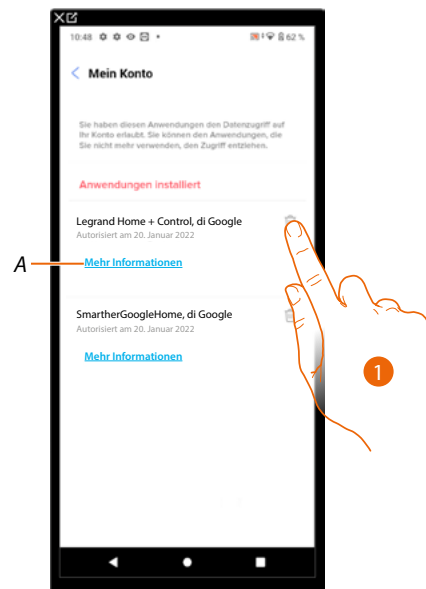 10:48
62 %
Mein Konto
Sie haben diesen Anwendungen den Datenzugriff auf
Ihr Konto erlaubt. Sie können den Anwendungen, die
Sie nicht mehr verwenden, den Zugriff entziehen.
Anwendungen installiert
Legrand Home + Control, di Google
Autorisiert am 20. Januar 2022
A
Mehr Informationen
SmartherGoogleHome, di Google
Autorisiert am 20. Januar 2022
Mehr Informationen
1